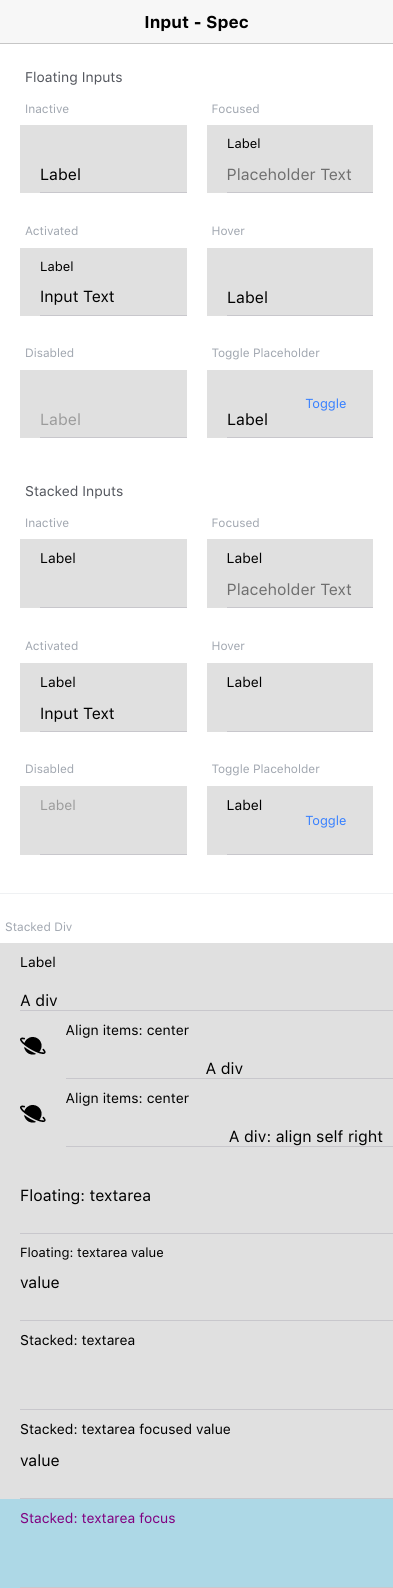 Input - Spec
Floating Inputs
Inactive
Focused
Label
Label
Placeholder Text
Activated
Hover
Label
Input Text
Label
Disabled
Toggle Placeholder
Label
Label
Toggle
Stacked Inputs
Inactive
Focused
Label
Label
Placeholder Text
Activated
Hover
Label
Input Text
Label
Disabled
Toggle Placeholder
Label
Label
Toggle
Stacked Div
Label
A div
Align items: center
A div
Align items: center
A div: align self right
Floating: textarea
Floating: textarea value
value
Stacked: textarea
Stacked: textarea focused value
value
Stacked: textarea focus